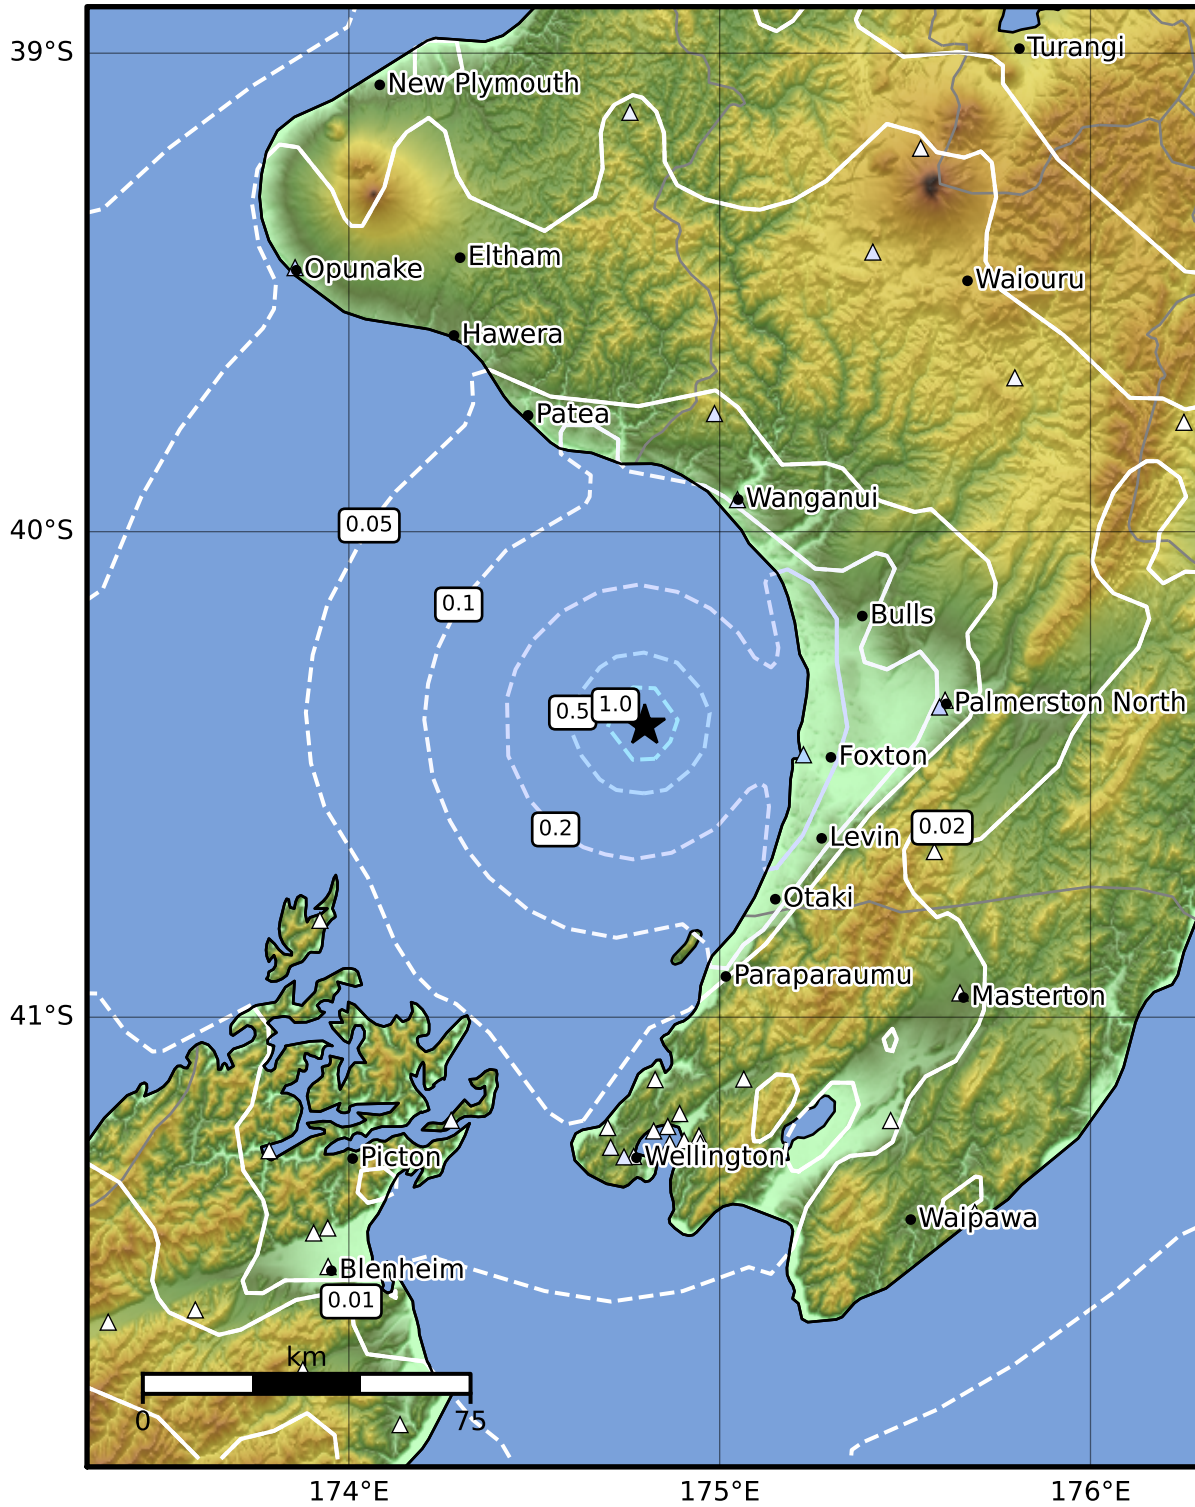 39°S
Turangi
New Plymouth
Eltham
Opunake
Waiouru
Hawera
Patea
Wanganui
40°S
0.05
0.1
Bulls
Palmerston North
0.5
1.0
Foxton
0.2
0.02
Levin
Otaki
Paraparaumu
Masterton
41°S
Picton
Wellington
Waipawa
Blenheim
0.01
km
0
75
174°E
175°E
176°E